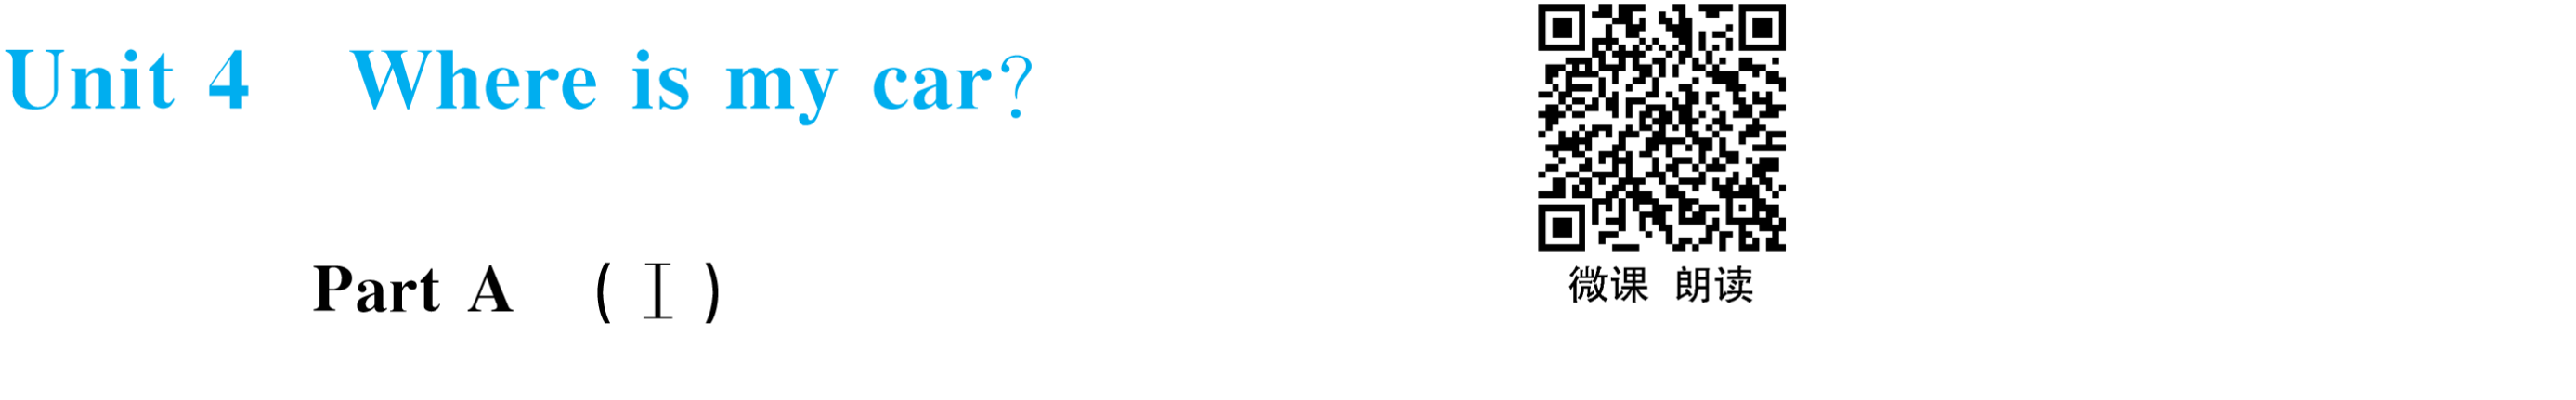 Unit 4 Where is my car?
Part A (Ⅰ)
微课 朗读